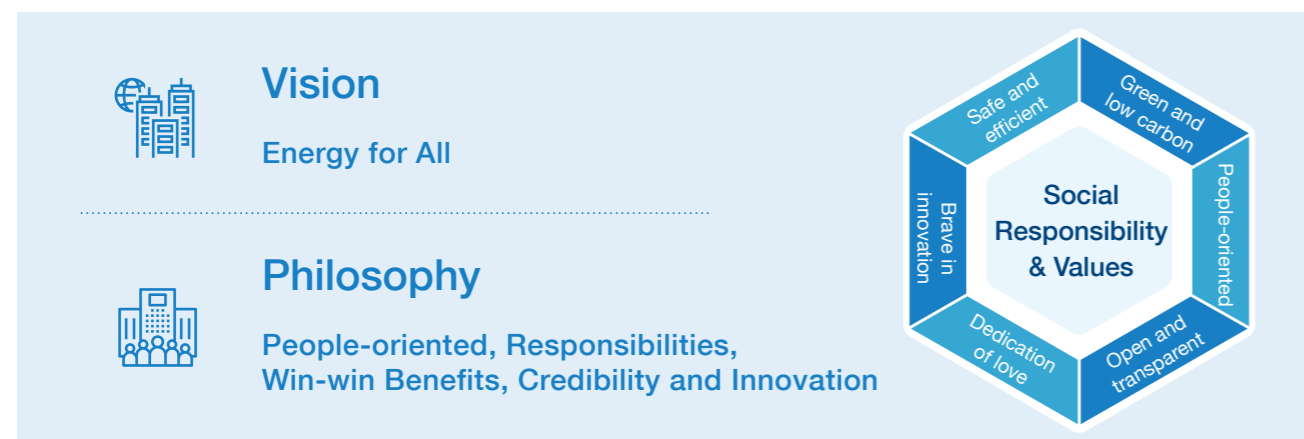 Vision
Energy for All
Philosophy
People-oriented, Responsibilities,
Win-win Benefits, Credibility and Innovation
Safe and
efficient
Green and
low carbon
People-oriented
Open and
transparent
Dedication
of love
Brave in
innovation
Social
Responsibility
& Values